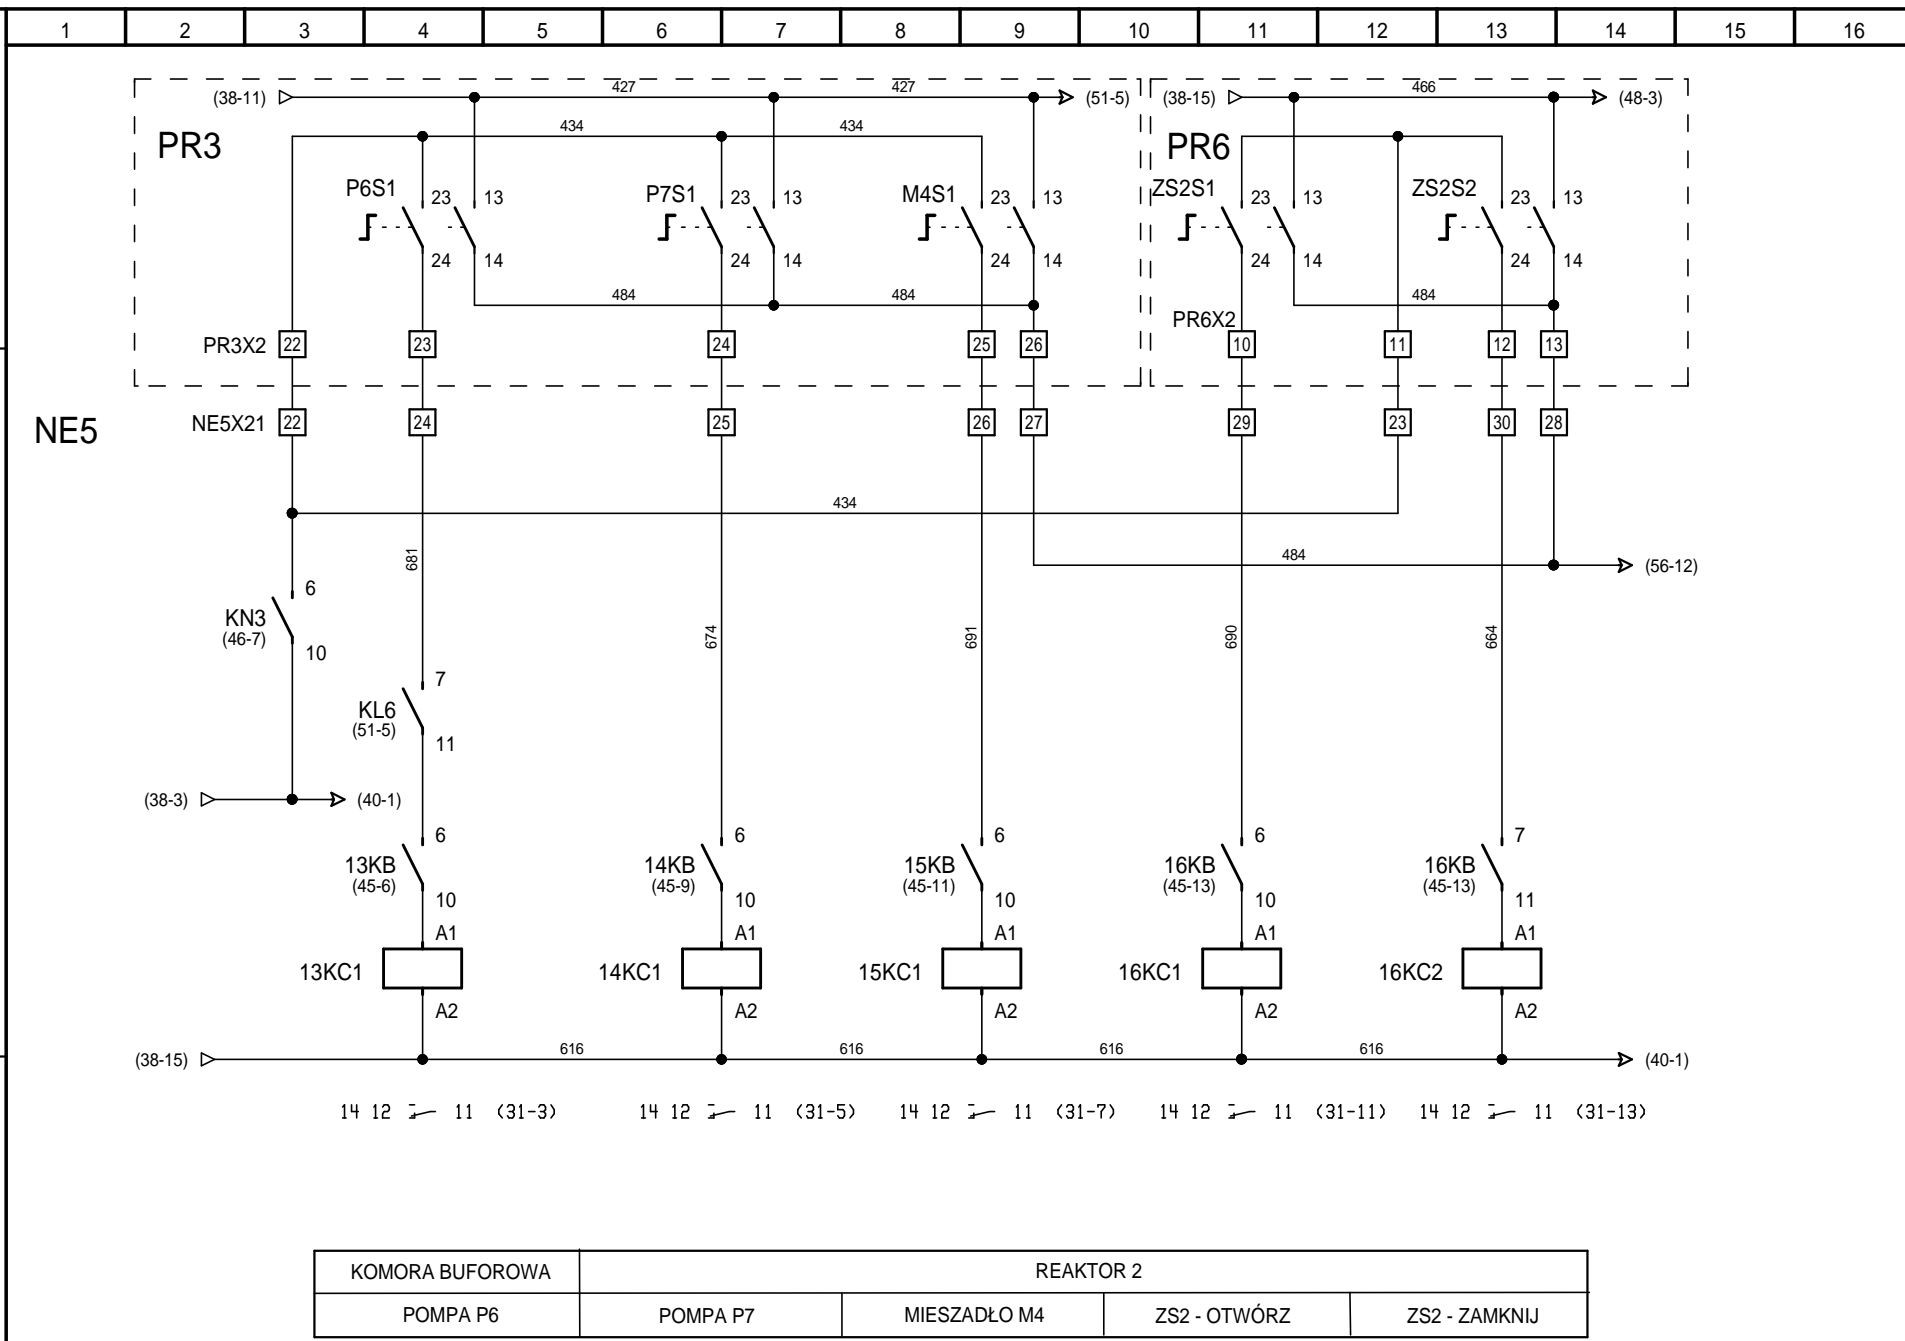 1 2 3 4 5 6 7 8 9 10 11 12 13 14 15 16
(38-11) 427 427 (51-5) (38-15) 466 (48-3)
434 434
PR3 PR6
P6S1 23 13 P7S1 23 13 M4S1 23 13 ZS2S1 23 13 ZS2S2 23 13
24 14 24 14 24 14 24 14 24 14
484 484 484
PR6X2
PR3X2 22 23 24 25 26 10 11 12 13
NE5
NE5X21 22 24 25 26 27 29 23 30 28
434
681 484 (56-12)
6
KN3
(46-7)
10
674 691 690 664
7
KL6
(51-5)
11
(38-3) (40-1)
6 6 6 6 7
13KB 14KB 15KB 16KB 16KB
(45-6) (45-9) (45-11) (45-13) (45-13)
10 10 10 10 11
A1 A1 A1 A1 A1
13KC1 14KC1 15KC1 16KC1 16KC2
A2 A2 A2 A2 A2
(38-15) 616 616 616 616 (40-1)
14 12 11 (31-3) 14 12 11 (31-5) 14 12 11 (31-7) 14 12 11 (31-11) 14 12 11 (31-13)
KOMORA BUFOROWA REAKTOR 2
POMPA P6 POMPA P7 MIESZADŁO M4 ZS2 - OTWÓRZ ZS2 - ZAMKNIJ